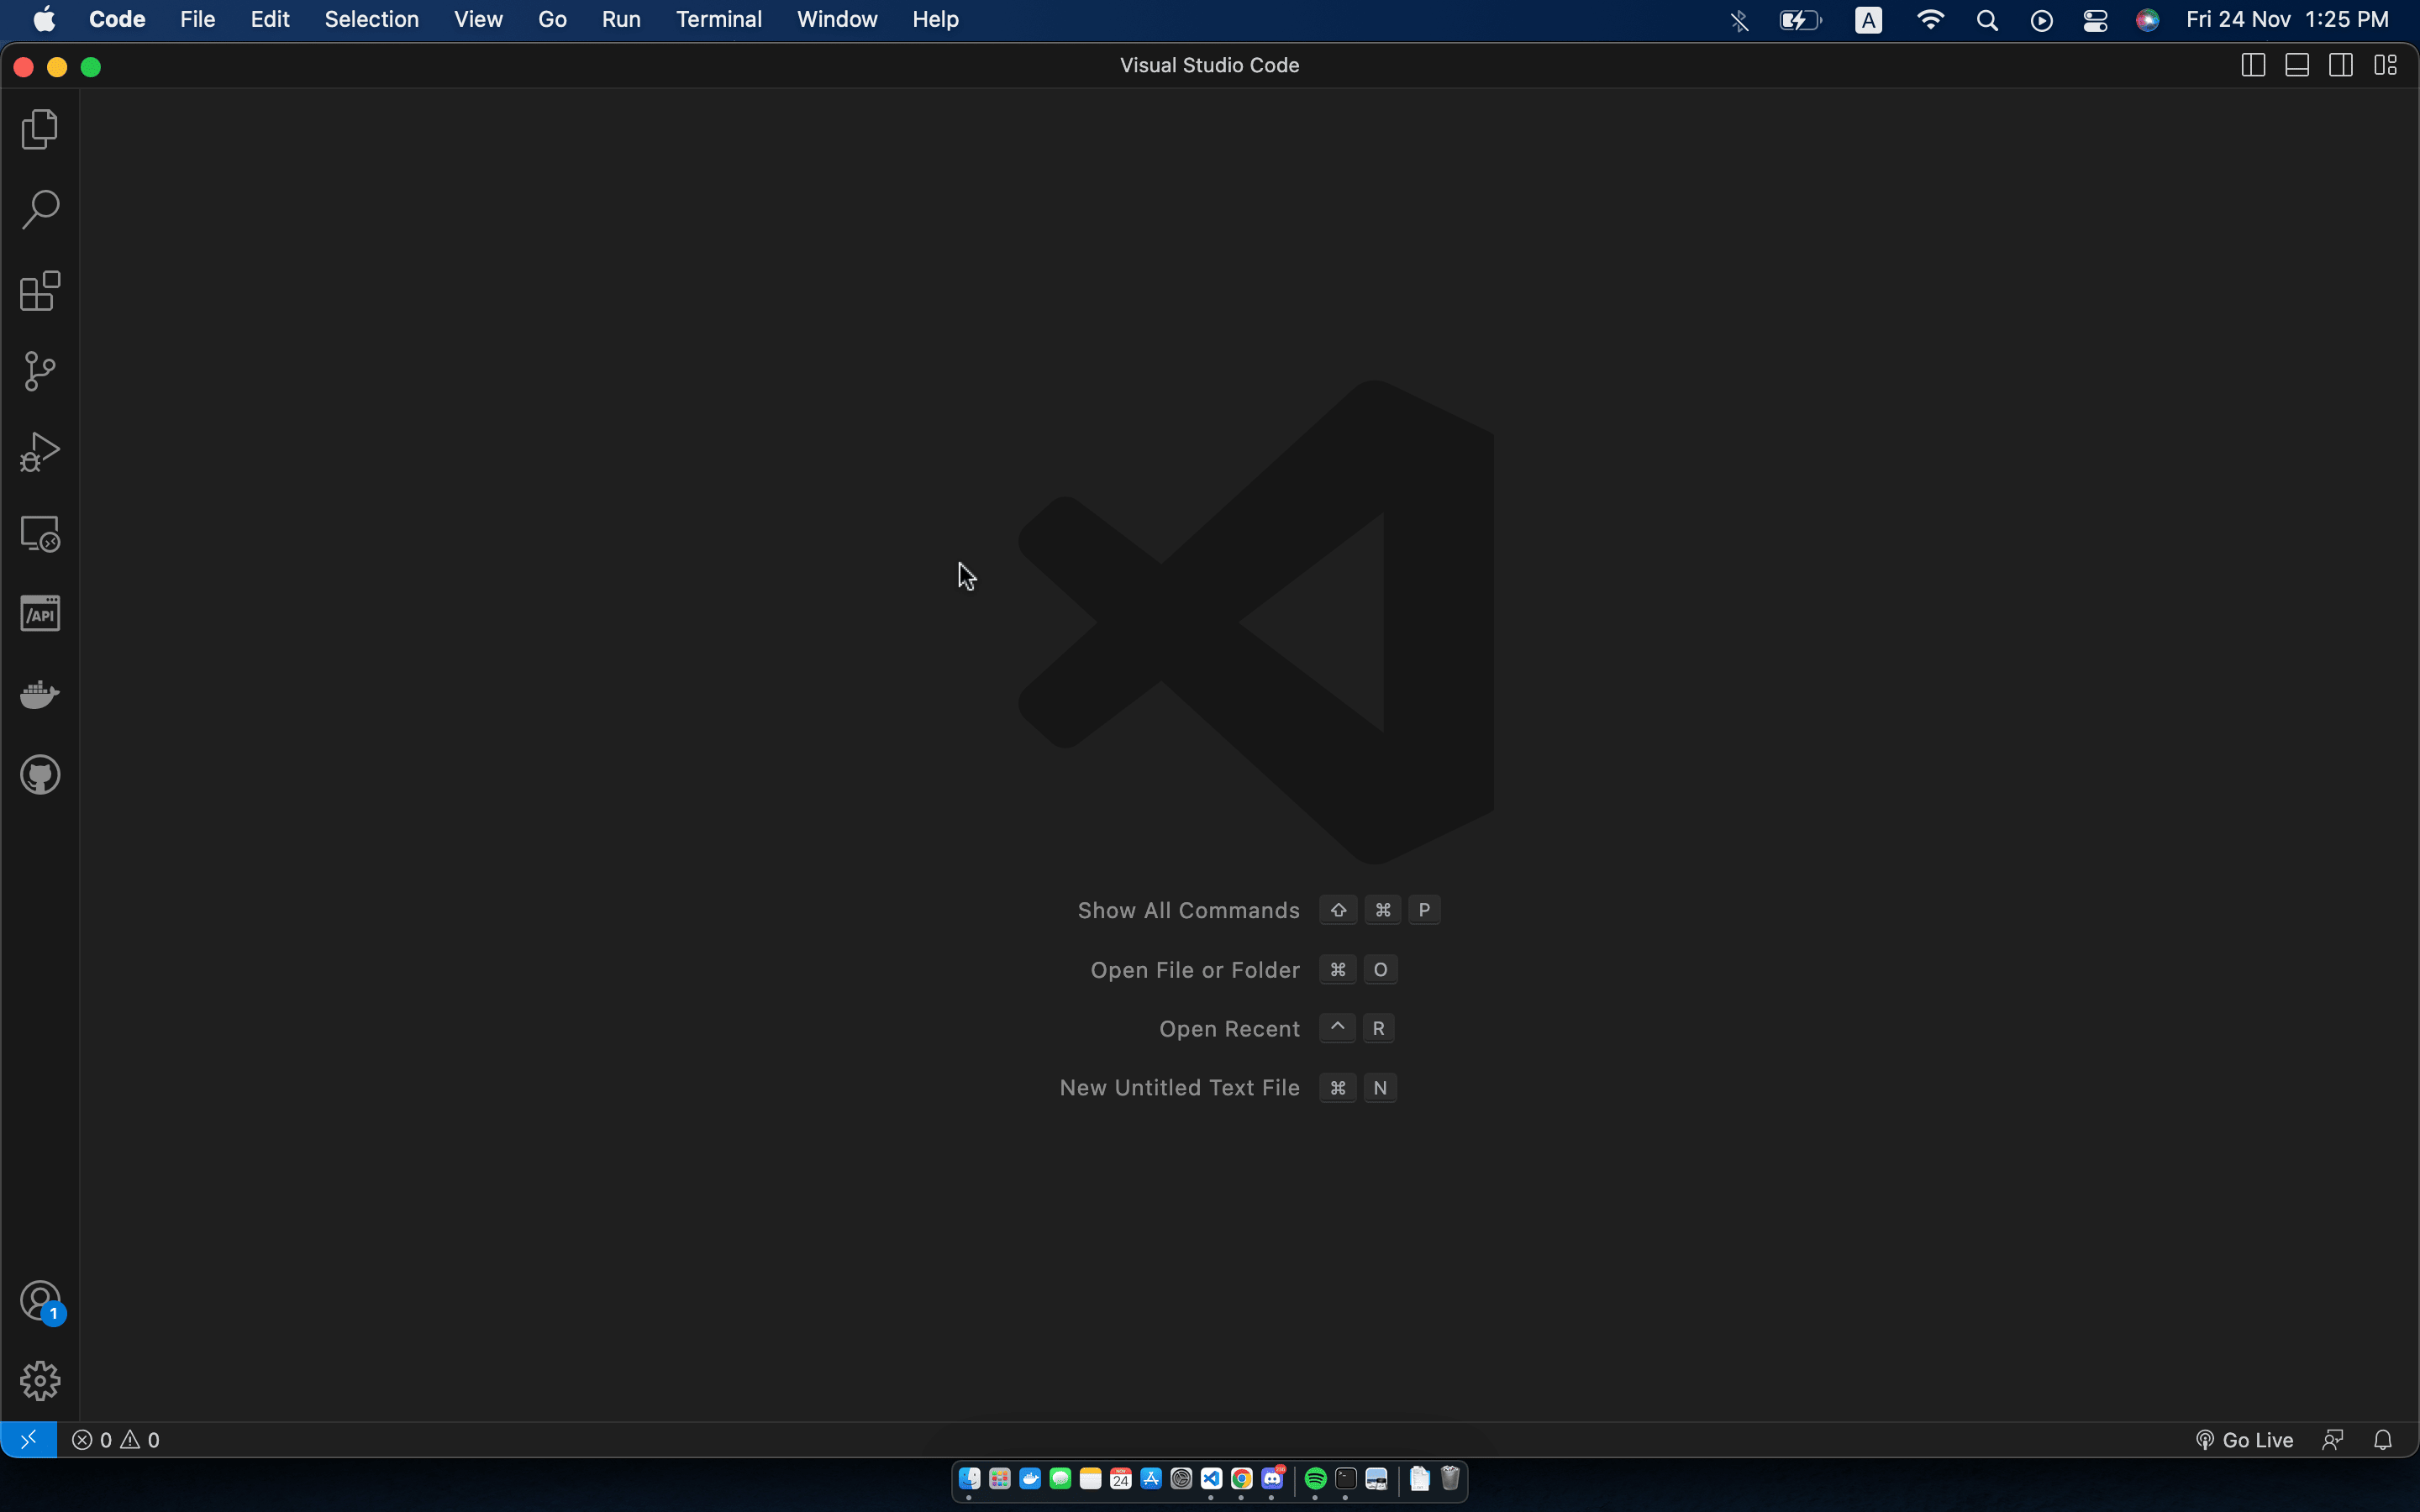 Code File Edit Selection View Go Run Terminal Window Help A Fri 24 Nov 1:25 PM
Visual Studio Code
/API
Show All Commands ⇧ ⌘ P
Open File or Folder ⌘ O
Open Recent ^ R
New Untitled Text File ⌘ N
1
0 0 Go Live
24